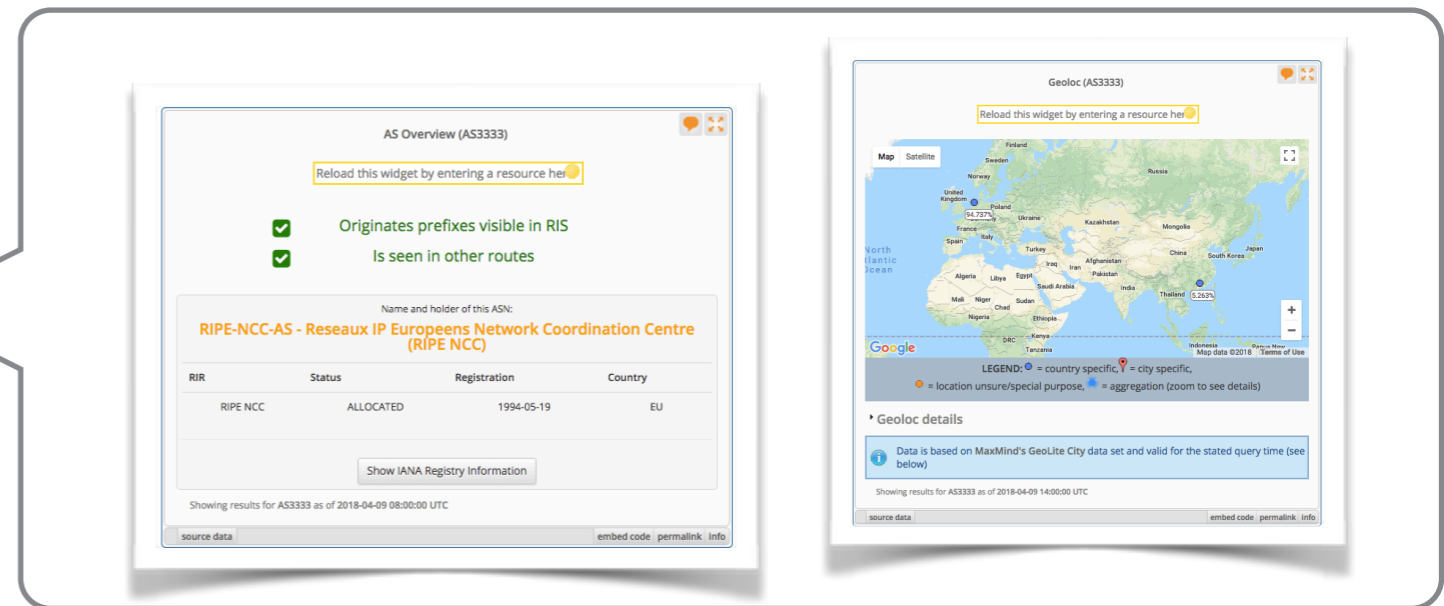 AS Overview (AS3333)
Reload this widget by entering a resource her
Originates prefixes visible in RIS
Is seen in other routes
Name and holder of this ASN:
RIPE-NCC-AS - Reseaux IP Europeens Network Coordination Centre
(RIPE NCC)
RIR Status Registration Country
RIPE NCC ALLOCATED 1994-05-19 EU
Show IANA Registry Information
Showing results for AS3333 as of 2018-04-09 08:00:00 UTC
source data embed code permalink info
Geoloc (AS3333)
Reload this widget by entering a resource her
Map Satellite
Finland
Sweden
Norway
Russia
United
Kingdom
Poland
94.737%
Ukraine
Kazakhstan
Mongolia
France
Italy
Spain
Turkey
China
Japan
South Korea
North
Atlantic
Ocean
Iraq
Iran
Afghanistan
Pakistan
Algeria
Libya
Egypt
Saudi Arabia
India
Thailand
5.263%
Mali
Niger
Chad
Sudan
Nigeria
Ethiopia
DRC
Kenya
Tanzania
Indonesia
Papua New
+
−
Google
Map data ©2018 Terms of Use
LEGEND: = country specific, = city specific,
= location unsure/special purpose, = aggregation (zoom to see details)
Geoloc details
Data is based on MaxMind's GeoLite City data set and valid for the stated query time (see
below)
Showing results for AS3333 as of 2018-04-09 14:00:00 UTC
source data embed code permalink info